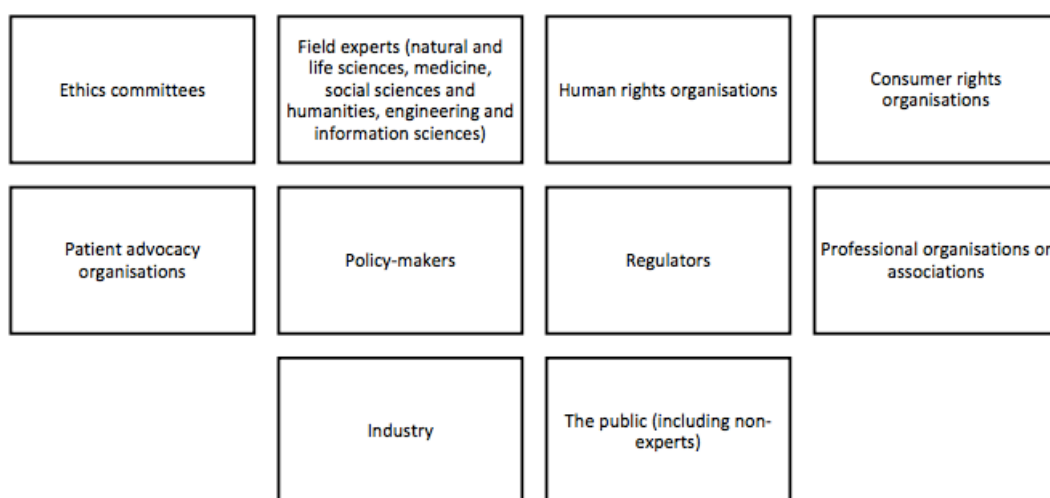 Ethics committees
Field experts (natural and
life sciences, medicine,
social sciences and
humanities, engineering and
information sciences)
Human rights organisations
Consumer rights
organisations
Patient advocacy
organisations
Policy-makers
Regulators
Professional organisations or
associations
Industry
The public (including non-
experts)